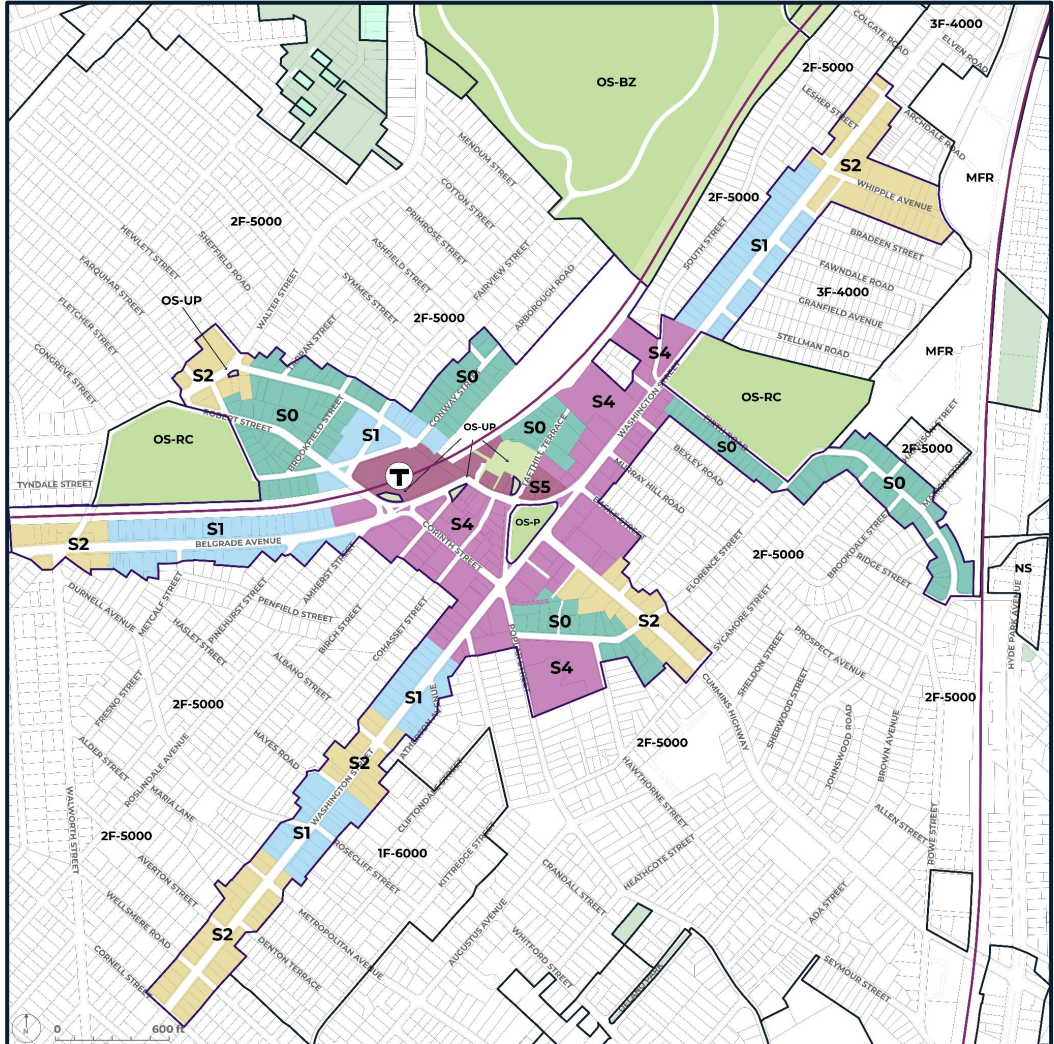 COLGATE ROAD
3F-4000
ELVEN ROAD
2F-5000
OS-BZ
LESHER STREET
ARCHDALE ROAD
MENDUM STREET
S2
MFR
COTTON STREET
WHIPPLE AVENUE
2F-5000
PRIMROSE STREET
2F-5000
HEWLETT STREET
SHEFFIELD ROAD
ASHFIELD STREET
FAIRVIEW STREET
SOUTH STREET
S1
BRADEEN STREET
FARQUHAR STREET
WALTER STREET
SYMMES STREET
ARBOROUGH ROAD
FAWNDALE ROAD
3F-4000
GRANFIELD AVENUE
OS-UP
FLETCHER STREET
2F-5000
STELLMAN ROAD
CONGREVE STREET
S4
MFR
S2
S0
CONWAY STREET
WASHINGTON STREET
OS-RC
S0
S4
ROBERT STREET
BROOKFIELD STREET
S1
OS-UP
S0
TAFT HILL TERRACE
S0
2F-5000
OS-RC
BEXLEY ROAD
T
MURRAY HILL ROAD
S0
TYNDALE STREET
S5
S1
S4
OS-P
BELGRADE AVENUE
CORINTH STREET
S2
FLORENCE STREET
2F-5000
BROOKDALE STREET
RIDGE STREET
NS
DURNELL AVENUE
METCALF STREET
PINEHURST STREET
AMHERST STREET
PENFIELD STREET
HASLET STREET
BIRCH STREET
COHASSET STREET
S0
S2
SYCAMORE STREET
PROSPECT AVENUE
HYDE PARK AVENUE
ALBANO STREET
POPLAR STREET
S4
SHELDON STREET
FRESNO STREET
2F-5000
S1
CUMMINS HIGHWAY
SHERWOOD STREET
2F-5000
ATHERTON AVENUE
JOHNSWOOD ROAD
BROWN AVENUE
ALDER STREET
ROSLINDALE AVENUE
HAYES ROAD
2F-5000
S2
WASHINGTON STREET
HAWTHORNE STREET
WALWORTH STREET
MARIA LANE
CLIFTONDALE STREET
ALLEN STREET
ROWE STREET
2F-5000
S1
1F-6000
ROSECLIFF STREET
KITTREDGE STREET
HEATHCOTE STREET
AVERTON STREET
CRANDALL STREET
ADA STREET
WELLSMERE ROAD
METROPOLITAN AVENUE
AUGUSTUS AVENUE
S2
WHITFORD STREET
CORNELL STREET
DENTON TERRACE
SEYMOUR STREET
N
0 600 ft